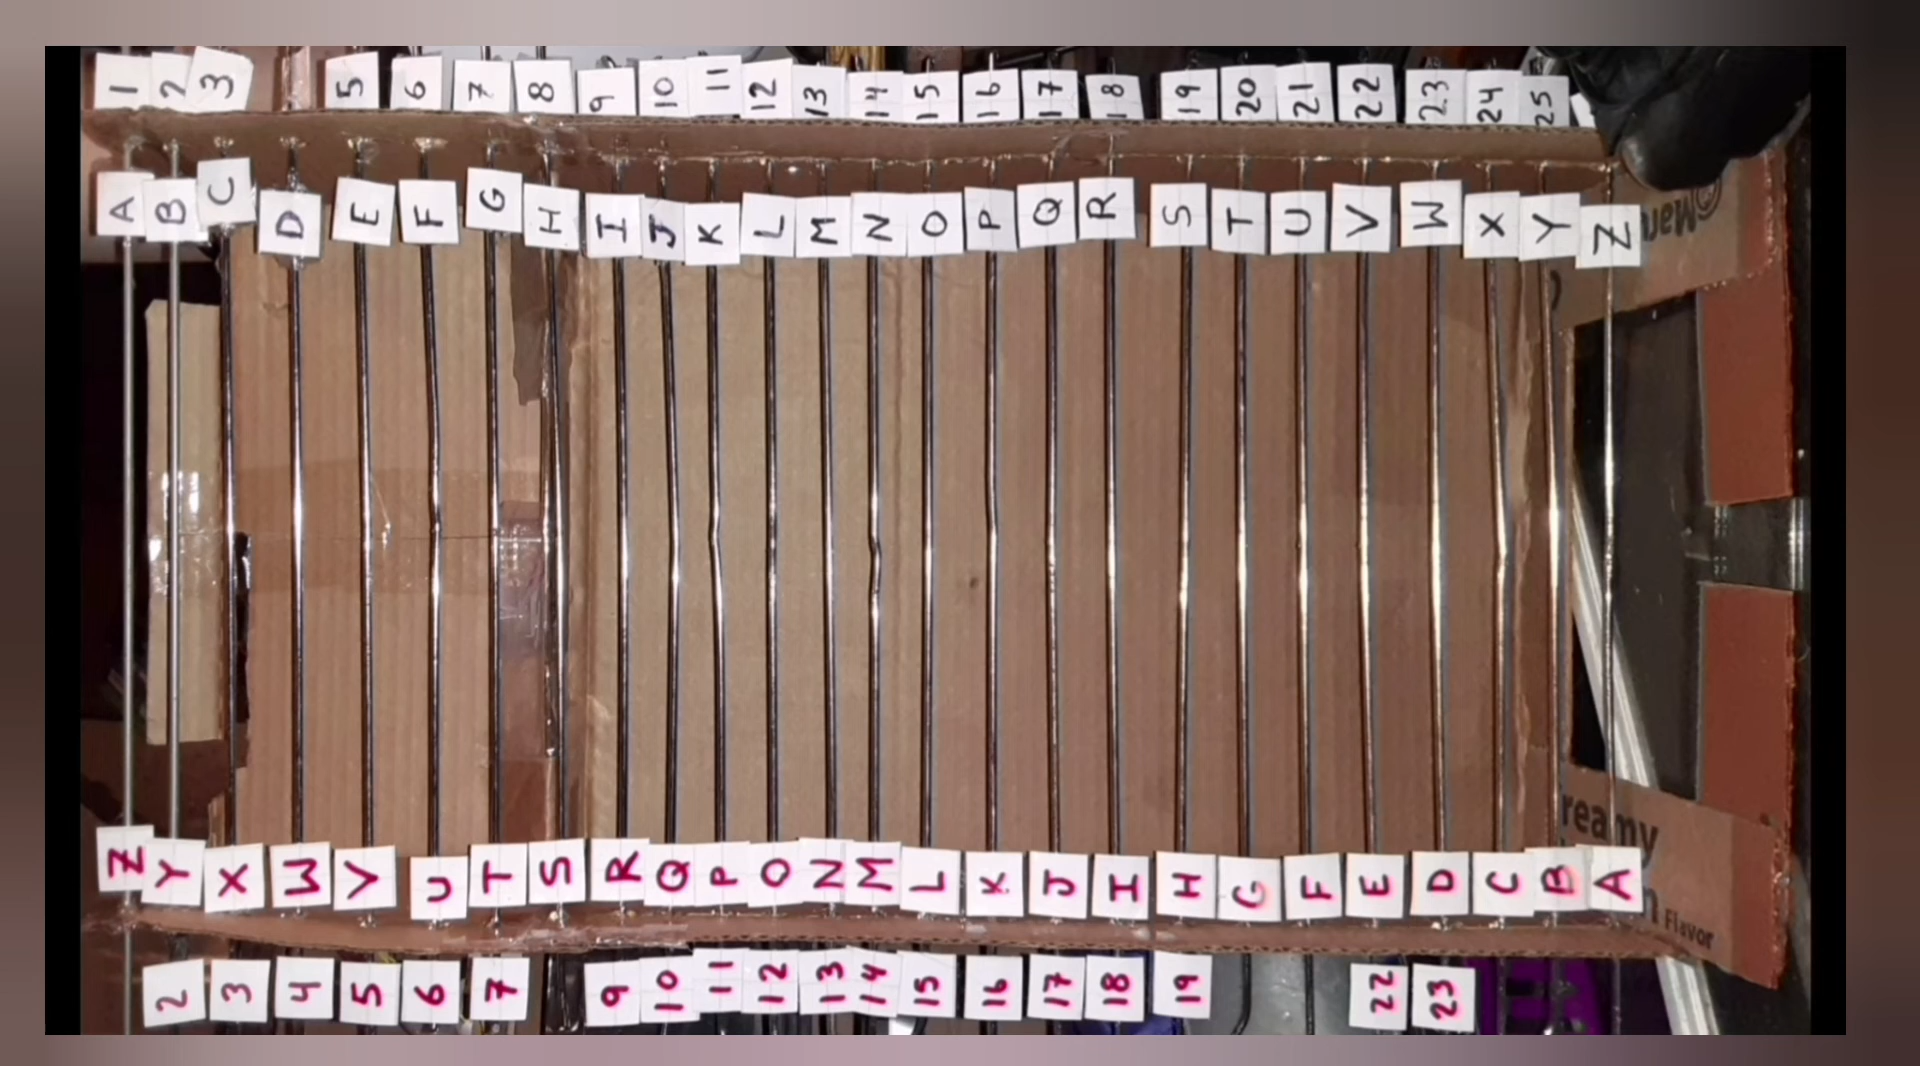 1 2 3 5 6 7 8 9 10 11 12 13 14 15 16 17 18 19 20 21 22 23 24 25
A B C D E F G H I J K L M N O P Q R S T U V W X Y Z
reamy
Z Y X W V U T S R Q P O N M L K J I H G F E D C B A
Flavor
2 3 4 5 6 7 9 10 11 12 13 14 15 16 17 18 19 22 23